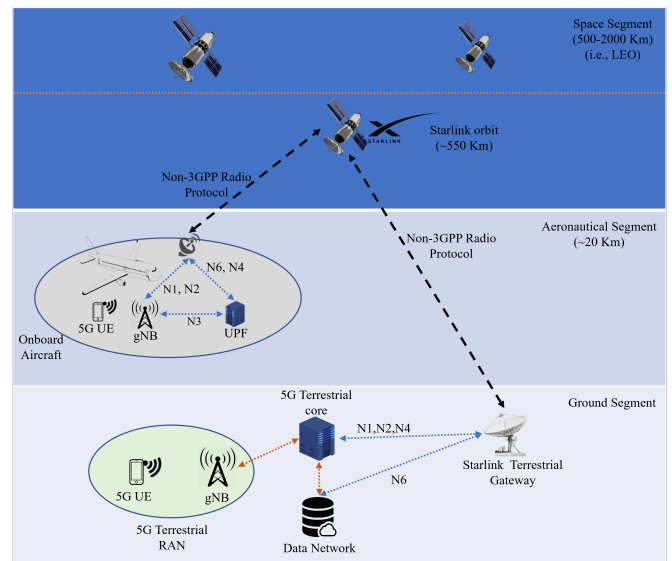 Space Segment
(500-2000 Km)
(i.e., LEO)
STARLINK
Starlink orbit
(~550 Km)
Non-3GPP Radio
Protocol
Non-3GPP Radio
Protocol
Aeronautical Segment
(~20 Km)
N6, N4
N1, N2
N3
5G UE
gNB
UPF
Onboard
Aircraft
Ground Segment
5G Terrestrial
core
N1,N2,N4
Starlink Terrestrial
Gateway
N6
5G UE
gNB
5G Terrestrial
RAN
Data Network